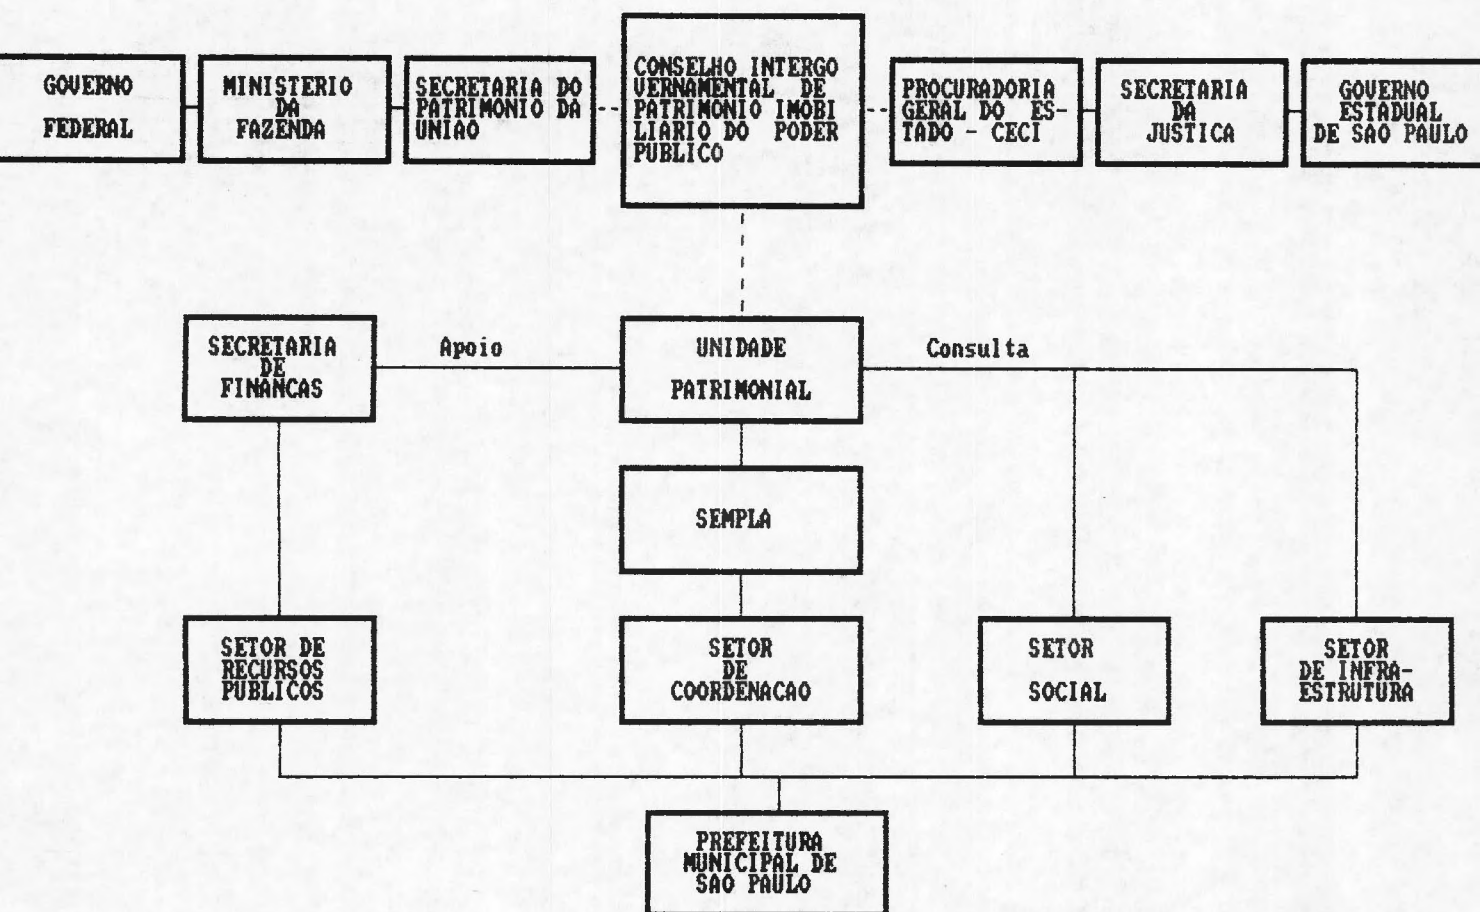 GOVERNO
FEDERAL
MINISTERIO
DA
FAZENDA
SECRETARIA DO
PATRIMONIO DA
UNIAO
CONSELHO INTERGO
VERNAMENTAL DE
PATRIMONIO IMOBI
LIÁRIO DO PODER
PUBLICO
PROCURADORIA
GERAL DO ES-
TADO - CECI
SECRETARIA
DA
JUSTICA
GOVERNO
ESTADUAL
DE SAO PAULO
SECRETARIA
DE
FINANCAS
Apoio
UNIDADE
PATRIMONIAL
Consulta
SEMPLA
SETOR DE
RECURSOS
PUBLICOS
SETOR
DE
COORDENACAO
SETOR
SOCIAL
SETOR
DE INFRA-
ESTRUTURA
PREFEITURA
MUNICIPAL DE
SAO PAULO